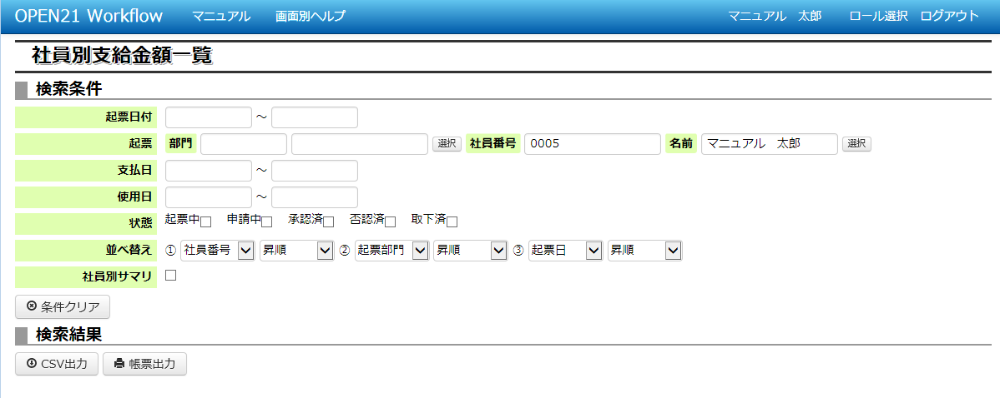 OPEN21 Workflow マニュアル 画面別ヘルプ マニュアル　太郎 ロール選択 ログアウト
社員別支給金額一覧
検索条件
起票日付 ～
起票 部門 選択 社員番号 0005 名前 マニュアル　太郎 選択
支払日 ～
使用日 ～
状態 起票中 申請中 承認済 否認済 取下済
並べ替え ① 社員番号 昇順 ② 起票部門 昇順 ③ 起票日 昇順
社員別サマリ
条件クリア
検索結果
CSV出力 帳票出力